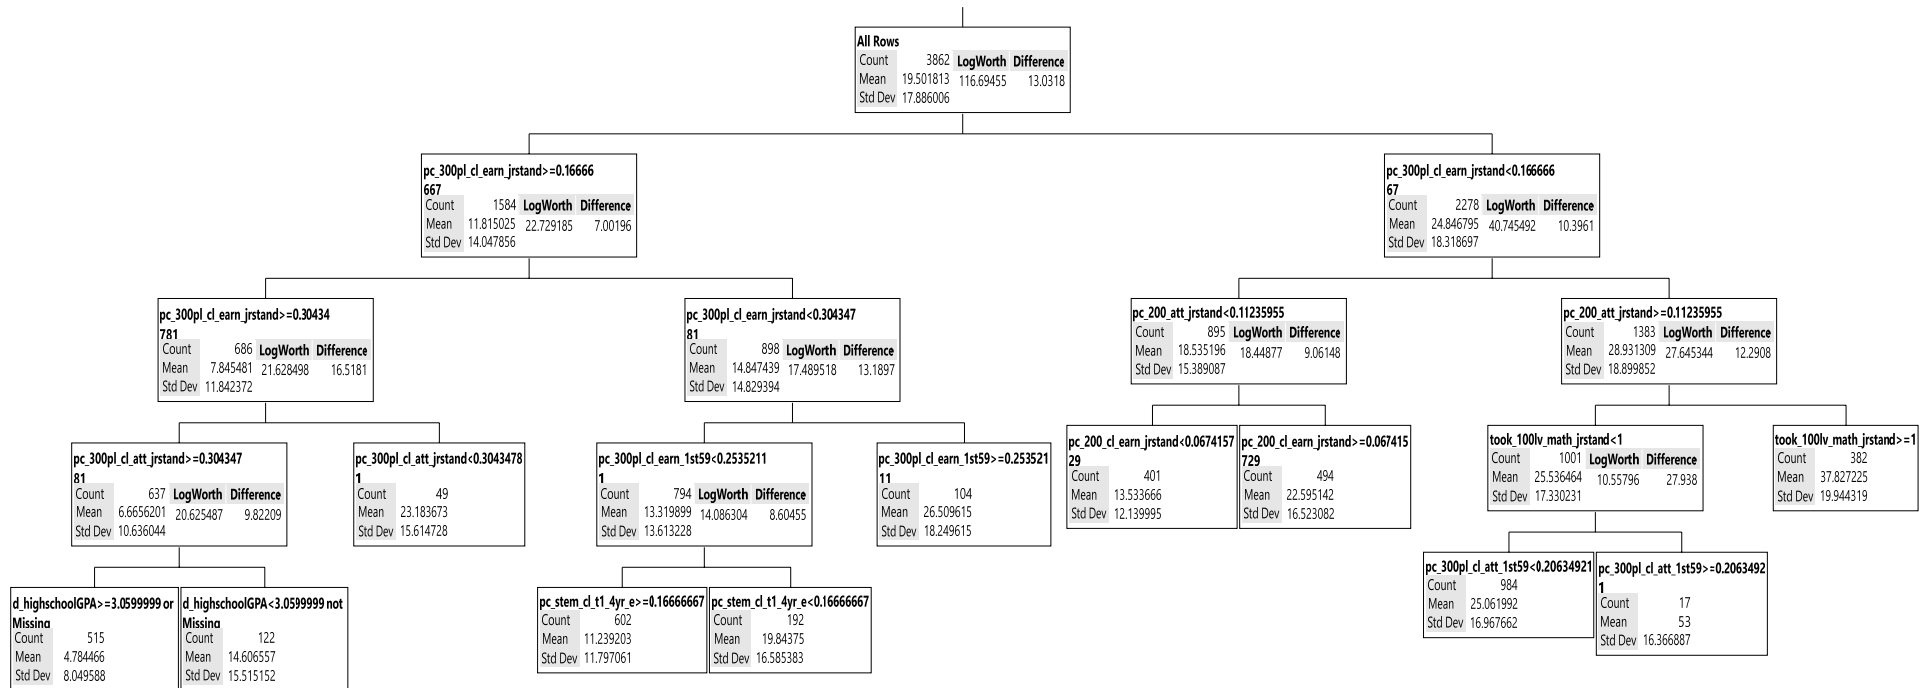 All Rows
Count 3862 LogWorth Difference
Mean 19.501813 116.69455 13.0318
Std Dev 17.886006
pc_300pl_cl_earn_jrstand>=0.16666
667
Count 1584 LogWorth Difference
Mean 11.815025 22.729185 7.00196
Std Dev 14.047856
pc_300pl_cl_earn_jrstand<0.166666
67
Count 2278 LogWorth Difference
Mean 24.846795 40.745492 10.3961
Std Dev 18.318697
pc_300pl_cl_earn_jrstand>=0.30434
781
Count 686 LogWorth Difference
Mean 7.845481 21.628498 16.5181
Std Dev 11.842372
pc_300pl_cl_earn_jrstand<0.304347
81
Count 898 LogWorth Difference
Mean 14.847439 17.489518 13.1897
Std Dev 14.829394
pc_200_att_jrstand<0.11235955
Count 895 LogWorth Difference
Mean 18.535196 18.44877 9.06148
Std Dev 15.389087
pc_200_att_jrstand>=0.11235955
Count 1383 LogWorth Difference
Mean 28.931309 27.645344 12.2908
Std Dev 18.899852
pc_300pl_cl_att_jrstand>=0.304347
81
Count 637 LogWorth Difference
Mean 6.6656201 20.625487 9.82209
Std Dev 10.636044
pc_300pl_cl_att_jrstand<0.3043478
1
Count 49
Mean 23.183673
Std Dev 15.614728
pc_300pl_cl_earn_1st59<0.2535211
1
Count 794 LogWorth Difference
Mean 13.319899 14.086304 8.60455
Std Dev 13.613228
pc_300pl_cl_earn_1st59>=0.253521
11
Count 104
Mean 26.509615
Std Dev 18.249615
pc_200_cl_earn_jrstand<0.0674157
29
Count 401
Mean 13.533666
Std Dev 12.139995
pc_200_cl_earn_jrstand>=0.067415
729
Count 494
Mean 22.595142
Std Dev 16.523082
took_100lv_math_jrstand<1
Count 1001 LogWorth Difference
Mean 25.536464 10.55796 27.938
Std Dev 17.330231
took_100lv_math_jrstand>=1
Count 382
Mean 37.827225
Std Dev 19.944319
d_highschoolGPA>=3.0599999 or
Missing
Count 515
Mean 4.784466
Std Dev 8.049588
d_highschoolGPA<3.0599999 not
Missing
Count 122
Mean 14.606557
Std Dev 15.515152
pc_stem_cl_t1_4yr_e>=0.16666667
Count 602
Mean 11.239203
Std Dev 11.797061
pc_stem_cl_t1_4yr_e<0.16666667
Count 192
Mean 19.84375
Std Dev 16.585383
pc_300pl_cl_att_1st59<0.20634921
Count 984
Mean 25.061992
Std Dev 16.967662
pc_300pl_cl_att_1st59>=0.2063492
1
Count 17
Mean 53
Std Dev 16.366887